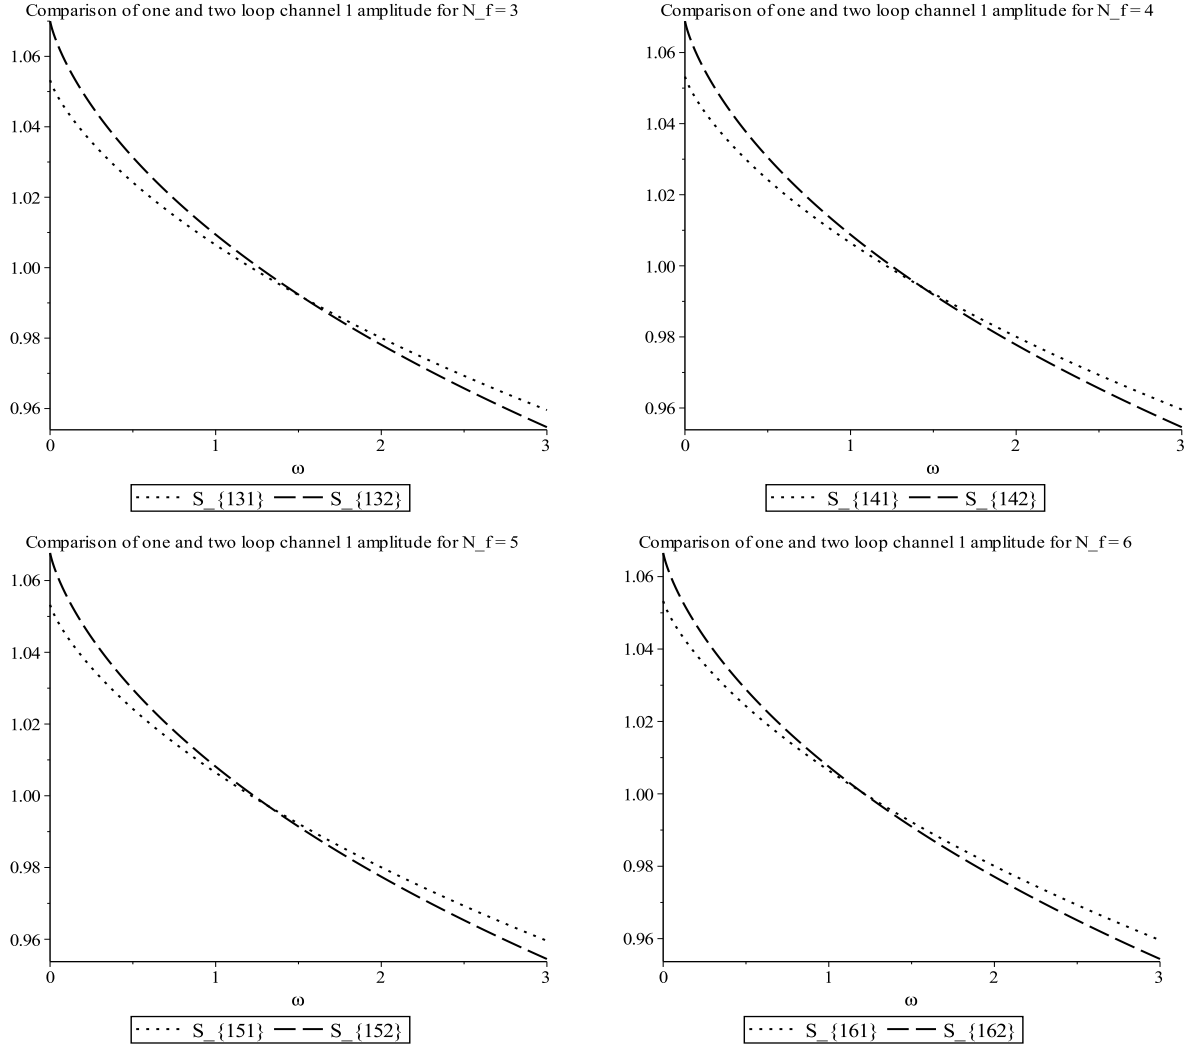 Comparison of one and two loop channel 1 amplitude for N_f = 3
1.06
1.04
1.02
1.00
0.98
0.96
0 1 2 3
ω
S_{131} S_{132}
Comparison of one and two loop channel 1 amplitude for N_f = 4
1.06
1.04
1.02
1.00
0.98
0.96
0 1 2 3
ω
S_{141} S_{142}
Comparison of one and two loop channel 1 amplitude for N_f = 5
1.06
1.04
1.02
1.00
0.98
0.96
0 1 2 3
ω
S_{151} S_{152}
Comparison of one and two loop channel 1 amplitude for N_f = 6
1.06
1.04
1.02
1.00
0.98
0.96
0 1 2 3
ω
S_{161} S_{162}